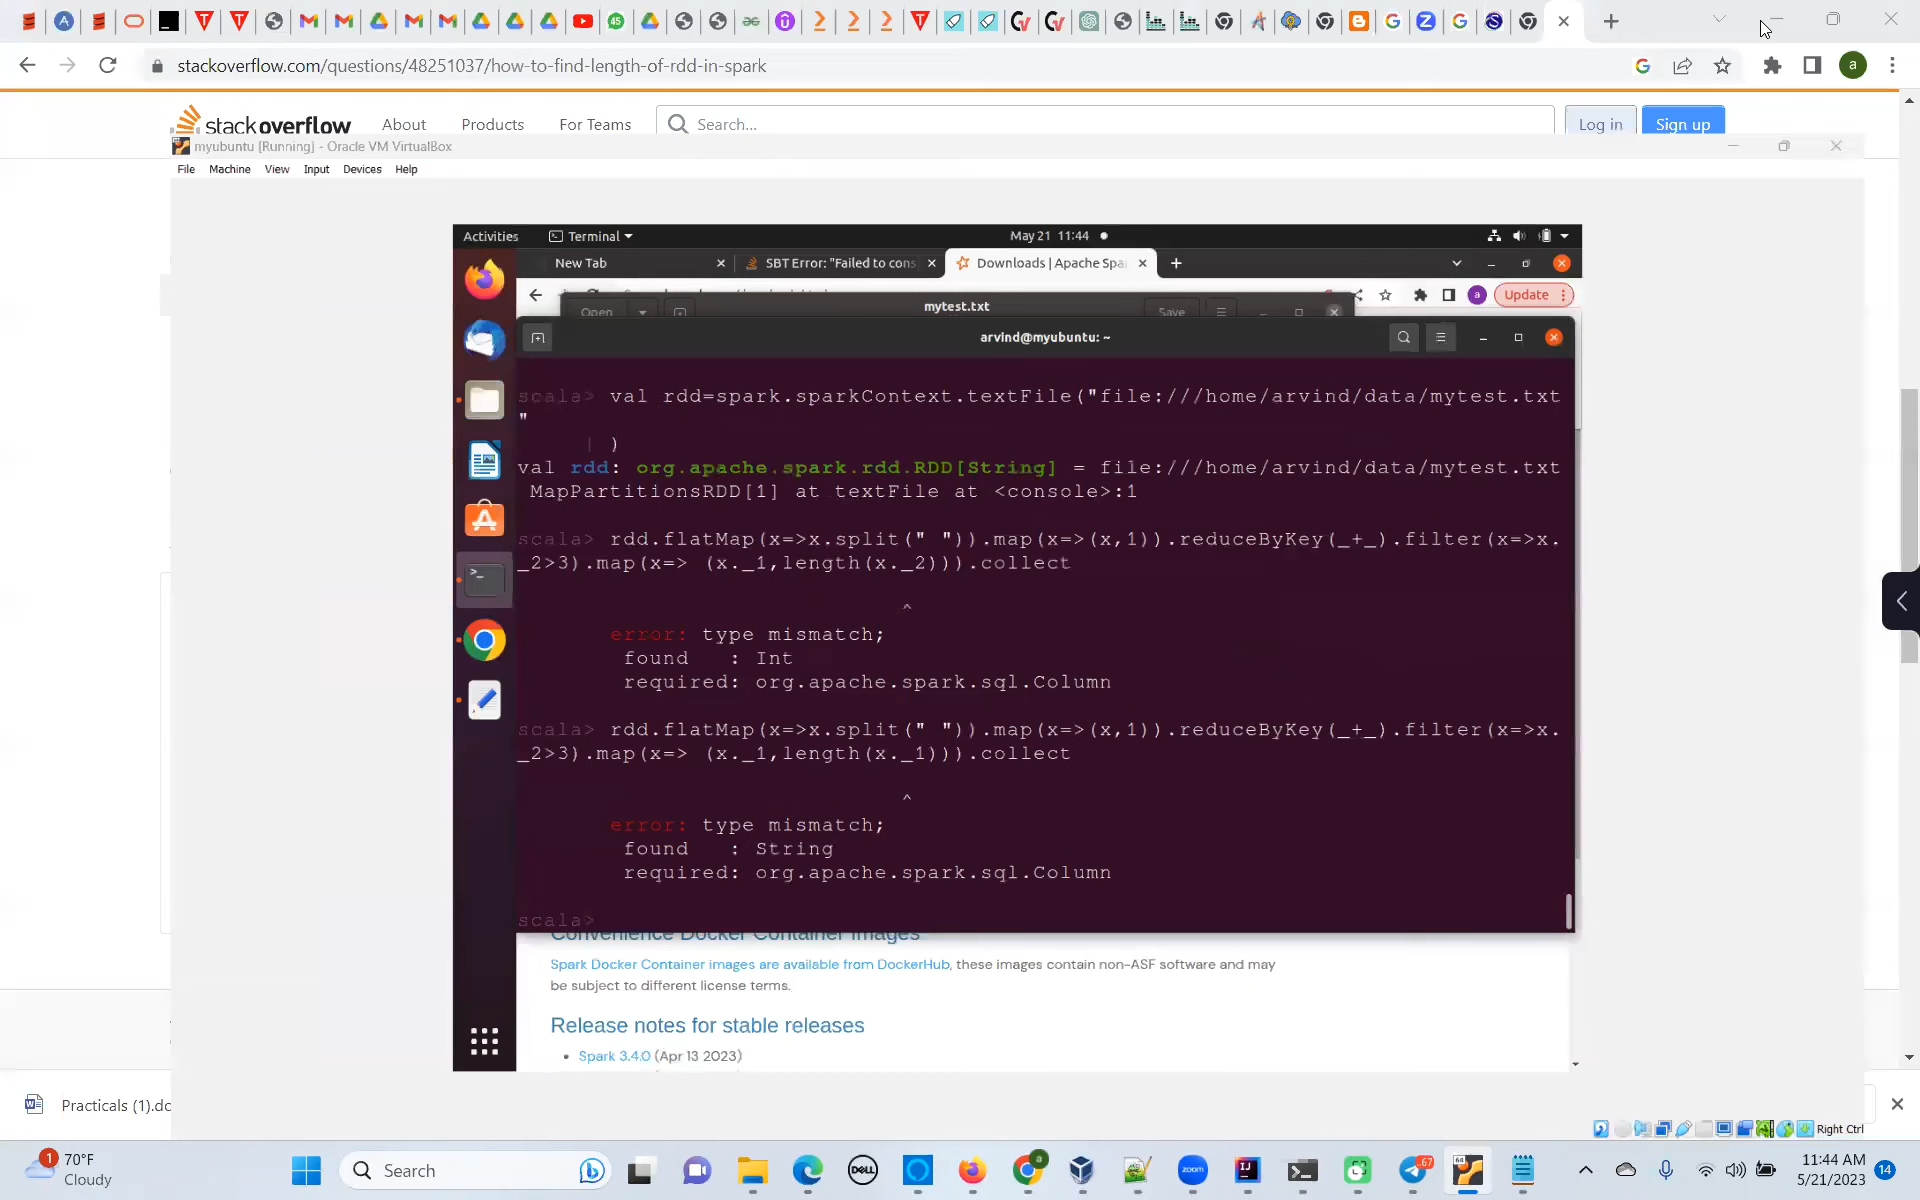 stackoverflow.com/questions/48251037/how-to-find-length-of-rdd-in-spark
a
stackoverflow
About
Products
For Teams
Search...
Log in
Sign up
myubuntu [Running] - Oracle VM VirtualBox
File Machine View Input Devices Help
Activities
Terminal
May 21 11:44
New Tab
SBT Error: "Failed to cons
Downloads | Apache Spa
a
Update
Open
mytest.txt
Save
arvind@myubuntu: ~
scala> val rdd=spark.sparkContext.textFile("file:///home/arvind/data/mytest.txt
"
| )
val rdd: org.apache.spark.rdd.RDD[String] = file:///home/arvind/data/mytest.txt
MapPartitionsRDD[1] at textFile at <console>:1
scala> rdd.flatMap(x=>x.split(" ")).map(x=>(x,1)).reduceByKey(_+_).filter(x=>x.
_2>3).map(x=> (x._1,length(x._2))).collect
^
error: type mismatch;
found : Int
required: org.apache.spark.sql.Column
scala> rdd.flatMap(x=>x.split(" ")).map(x=>(x,1)).reduceByKey(_+_).filter(x=>x.
_2>3).map(x=> (x._1,length(x._1))).collect
^
error: type mismatch;
found : String
required: org.apache.spark.sql.Column
scala>
Convenience Docker Container Images
Spark Docker Container images are available from DockerHub, these images contain non-ASF software and may
be subject to different license terms.
Release notes for stable releases
• Spark 3.4.0 (Apr 13 2023)
Practicals (1).dc
Right Ctrl
1
70°F
Cloudy
Search
DELL
zoom
11:44 AM
5/21/2023
14